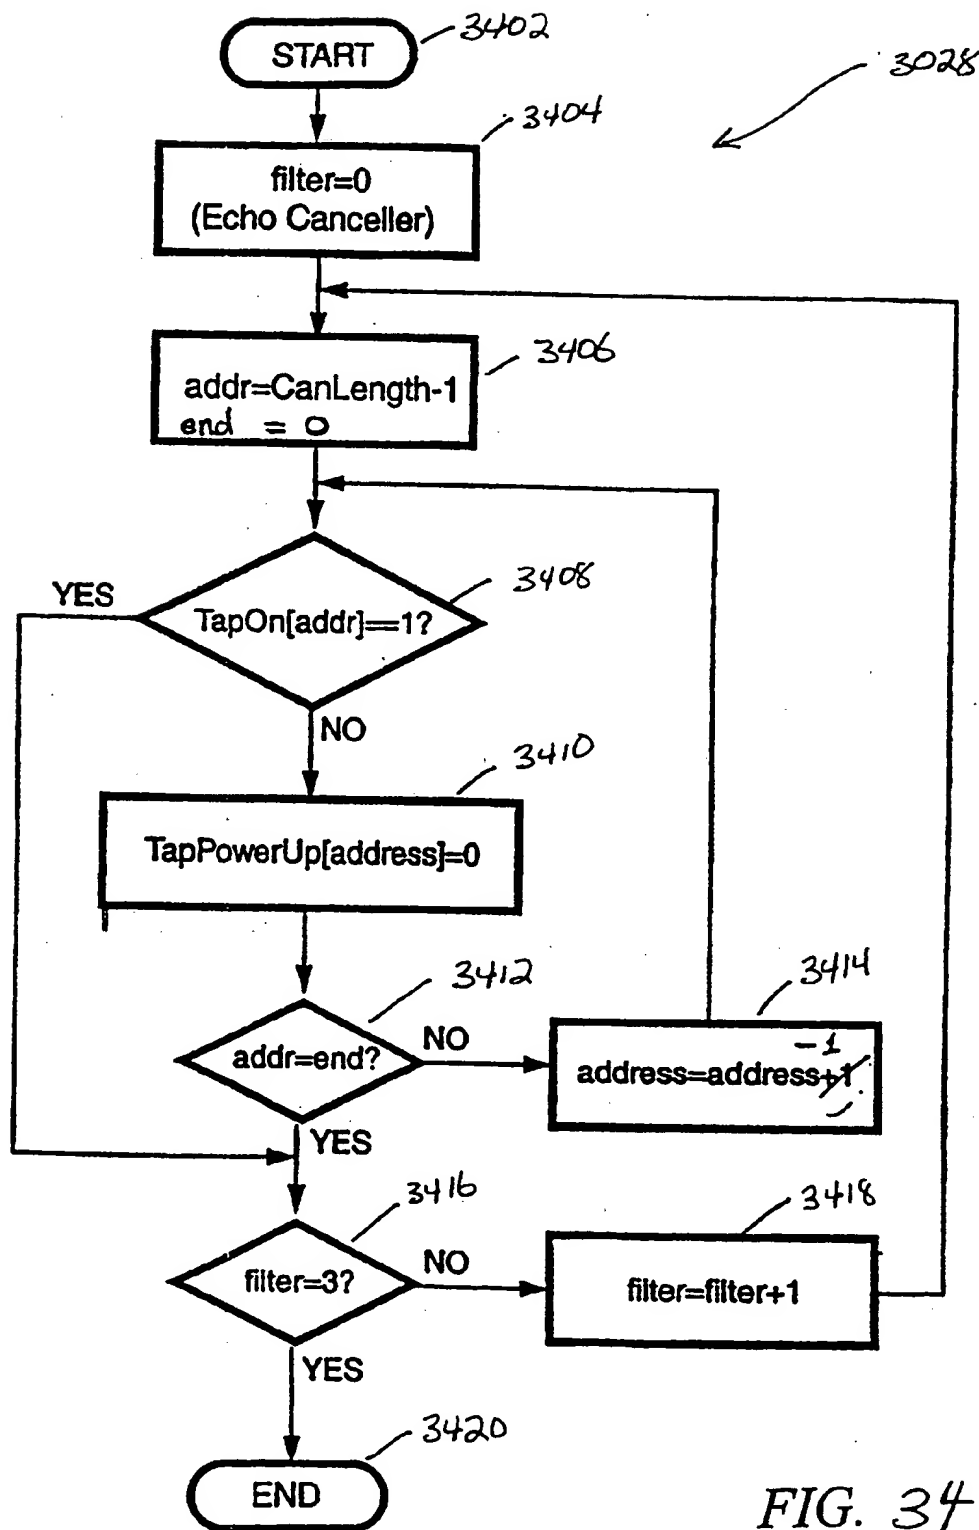 START
3402
3028
3404
filter=0
(Echo Canceller)
3406
addr=CanLength-1
end = 0
3408
YES
TapOn[addr]==1?
NO
3410
TapPowerUp[address]=0
3412
3414
addr=end?
NO
-1
address=address+1
YES
3416
3418
filter=3?
NO
filter=filter+1
YES
3420
END
FIG. 34